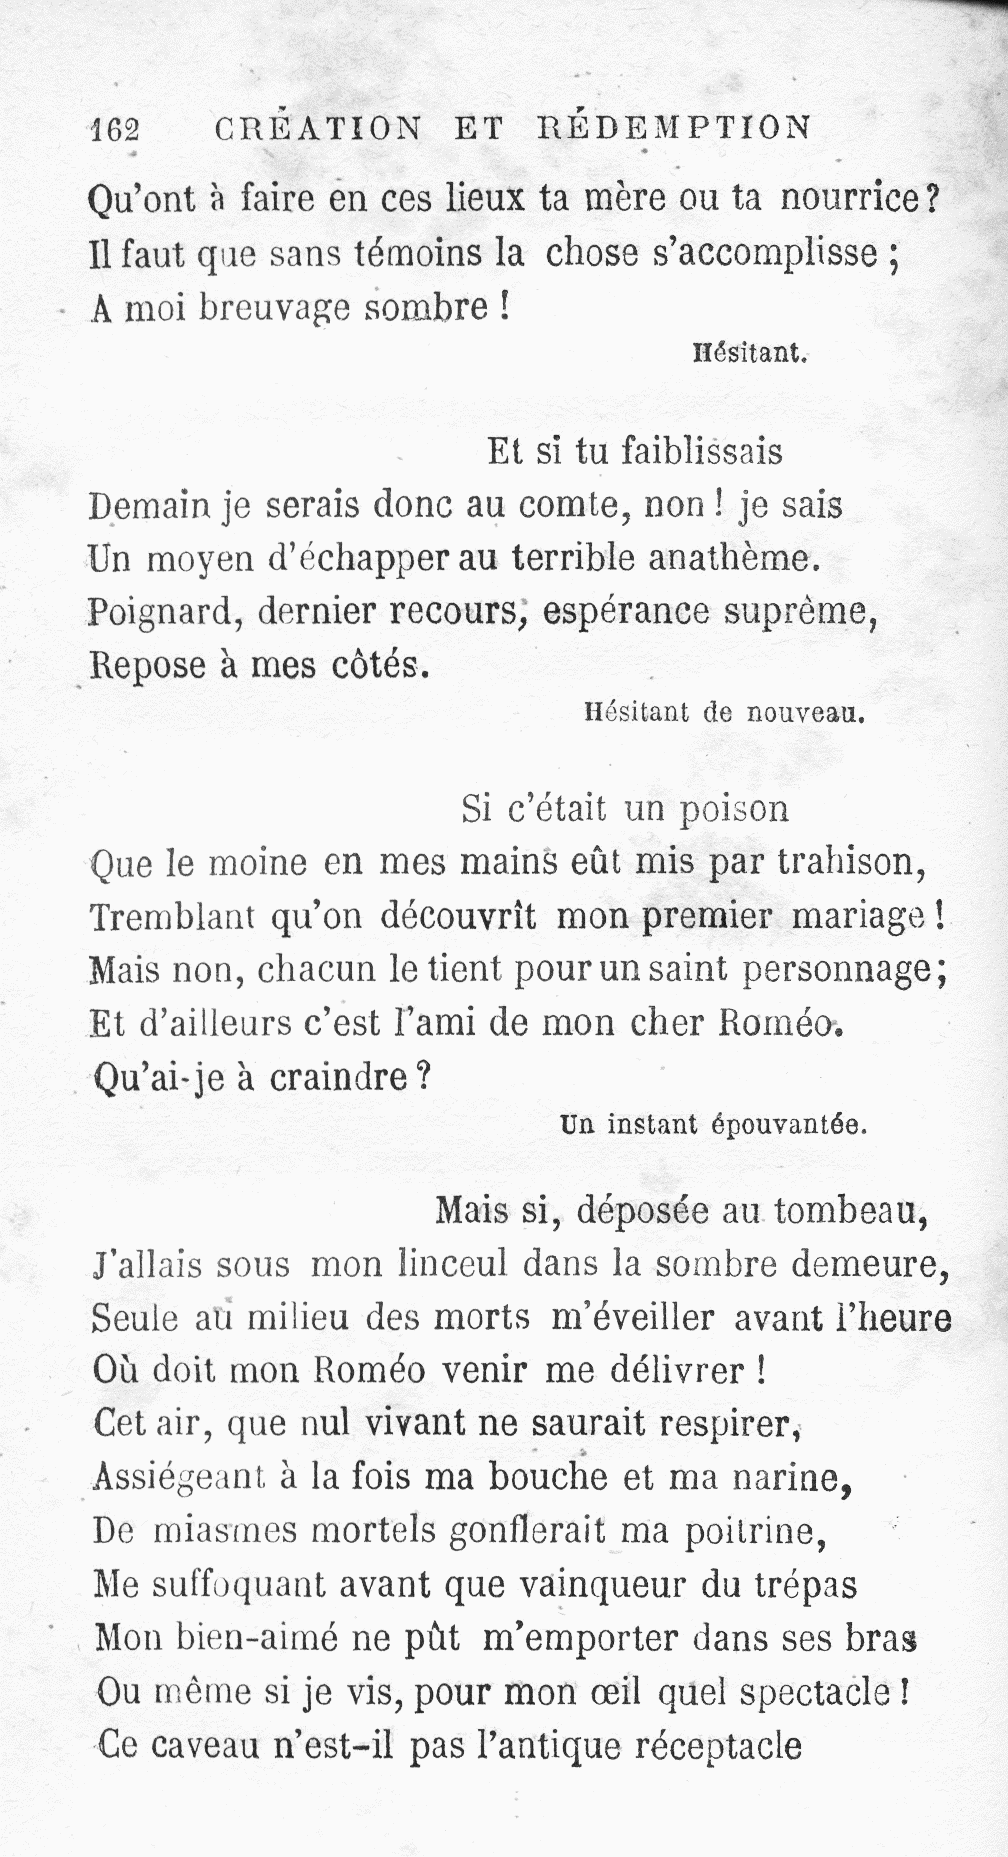 162 CRÉATION ET RÉDEMPTION
Qu'ont à faire en ces lieux ta mère ou ta nourrice ?
Il faut que sans témoins la chose s'accomplisse ;
A moi breuvage sombre !
Hésitant.
Et si tu faiblissais
Demain je serais donc au comte, non ! je sais
Un moyen d'échapper au terrible anathème.
Poignard, dernier recours, espérance suprême,
Repose à mes côtés.
Hésitant de nouveau.
Si c'était un poison
Que le moine en mes mains eût mis par trahison,
Tremblant qu'on découvrît mon premier mariage !
Mais non, chacun le tient pour un saint personnage ;
Et d'ailleurs c'est l'ami de mon cher Roméo.
Qu'ai-je à craindre ?
Un instant épouvantée.
Mais si, déposée au tombeau,
J'allais sous mon linceul dans la sombre demeure,
Seule au milieu des morts m'éveiller avant l'heure
Où doit mon Roméo venir me délivrer !
Cet air, que nul vivant ne saurait respirer,
Assiégeant à la fois ma bouche et ma narine,
De miasmes mortels gonflerait ma poitrine,
Me suffoquant avant que vainqueur du trépas
Mon bien-aimé ne pût m'emporter dans ses bras
Ou même si je vis, pour mon œil quel spectacle !
Ce caveau n'est-il pas l'antique réceptacle